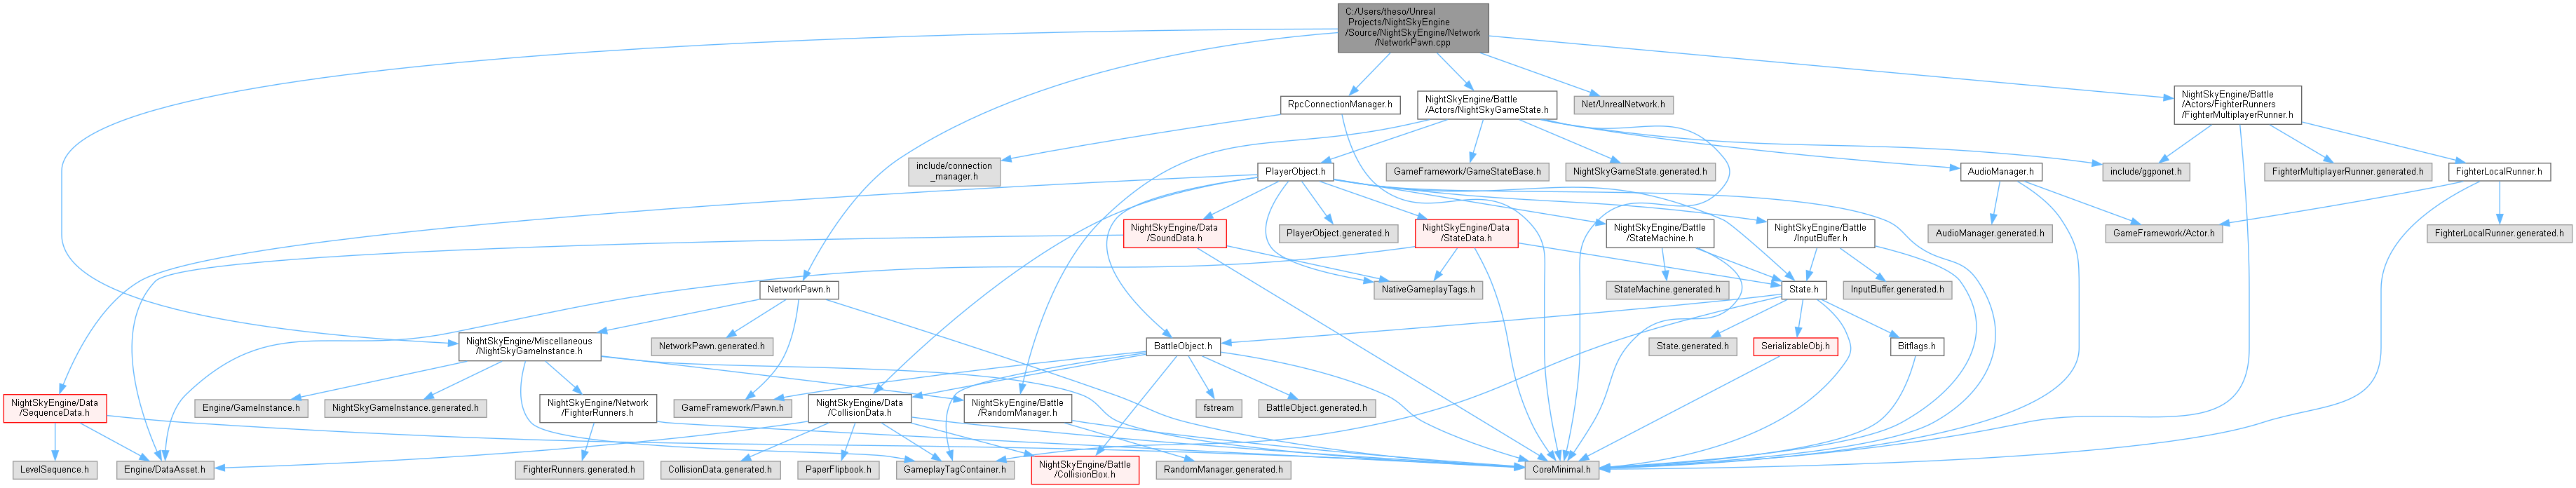 C:/Users/theso/Unreal
Projects/NightSkyEngine
/Source/NightSkyEngine/Network
/NetworkPawn.cpp
RpcConnectionManager.h
NightSkyEngine/Battle
/Actors/NightSkyGameState.h
Net/UnrealNetwork.h
NightSkyEngine/Battle
/Actors/FighterRunners
/FighterMultiplayerRunner.h
include/connection
_manager.h
PlayerObject.h
GameFramework/GameStateBase.h
NightSkyGameState.generated.h
AudioManager.h
include/ggponet.h
FighterMultiplayerRunner.generated.h
FighterLocalRunner.h
NightSkyEngine/Data
/SoundData.h
PlayerObject.generated.h
NightSkyEngine/Data
/StateData.h
NightSkyEngine/Battle
/StateMachine.h
NightSkyEngine/Battle
/InputBuffer.h
AudioManager.generated.h
GameFramework/Actor.h
FighterLocalRunner.generated.h
NetworkPawn.h
NativeGameplayTags.h
StateMachine.generated.h
State.h
InputBuffer.generated.h
NightSkyEngine/Miscellaneous
/NightSkyGameInstance.h
NetworkPawn.generated.h
BattleObject.h
State.generated.h
SerializableObj.h
Bitflags.h
NightSkyEngine/Data
/SequenceData.h
Engine/GameInstance.h
NightSkyGameInstance.generated.h
NightSkyEngine/Network
/FighterRunners.h
GameFramework/Pawn.h
NightSkyEngine/Data
/CollisionData.h
NightSkyEngine/Battle
/RandomManager.h
fstream
BattleObject.generated.h
LevelSequence.h
Engine/DataAsset.h
FighterRunners.generated.h
CollisionData.generated.h
PaperFlipbook.h
GameplayTagContainer.h
NightSkyEngine/Battle
/CollisionBox.h
RandomManager.generated.h
CoreMinimal.h